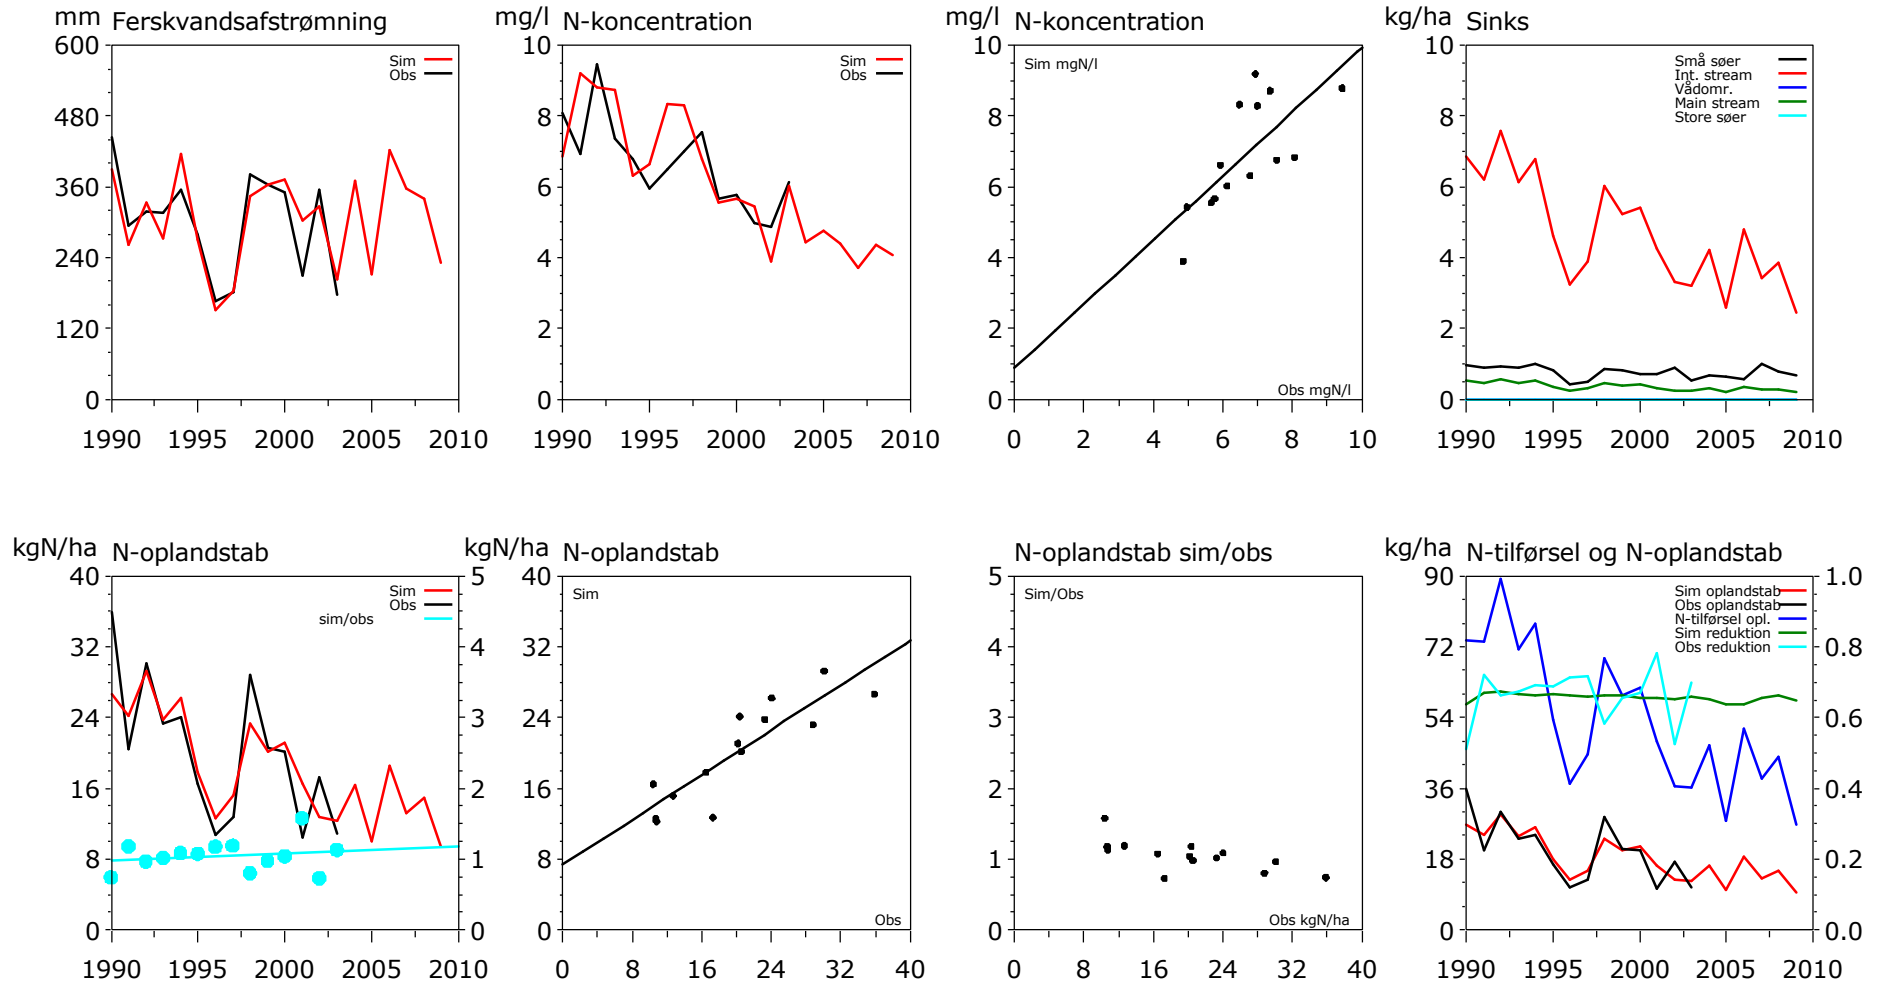 mm Ferskvandsafstrømning
600
480
360
240
120
0
1990 1995 2000 2005 2010
Sim
Obs
mg/l N-koncentration
10
8
6
4
2
0
1990 1995 2000 2005 2010
Sim
Obs
mg/l N-koncentration
10
8
6
4
2
0
0 2 4 6 8 10
Sim mgN/l
Obs mgN/l
kg/ha Sinks
10
8
6
4
2
0
1990 1995 2000 2005 2010
Små søer
Int. stream
Vådomr.
Main stream
Store søer
kgN/ha N-oplandstab
40
32
24
16
8
0
1990 1995 2000 2005 2010
Sim
Obs
sim/obs
5
4
3
2
1
0
kgN/ha N-oplandstab
40
32
24
16
8
0
0 8 16 24 32 40
Sim
Obs
N-oplandstab sim/obs
5
4
3
2
1
0
0 8 16 24 32 40
Sim/Obs
Obs kgN/ha
kg/ha N-tilførsel og N-oplandstab
90
72
54
36
18
0
1990 1995 2000 2005 2010
Sim oplandstab
Obs oplandstab
N-tilførsel opl.
Sim reduktion
Obs reduktion
1.0
0.8
0.6
0.4
0.2
0.0